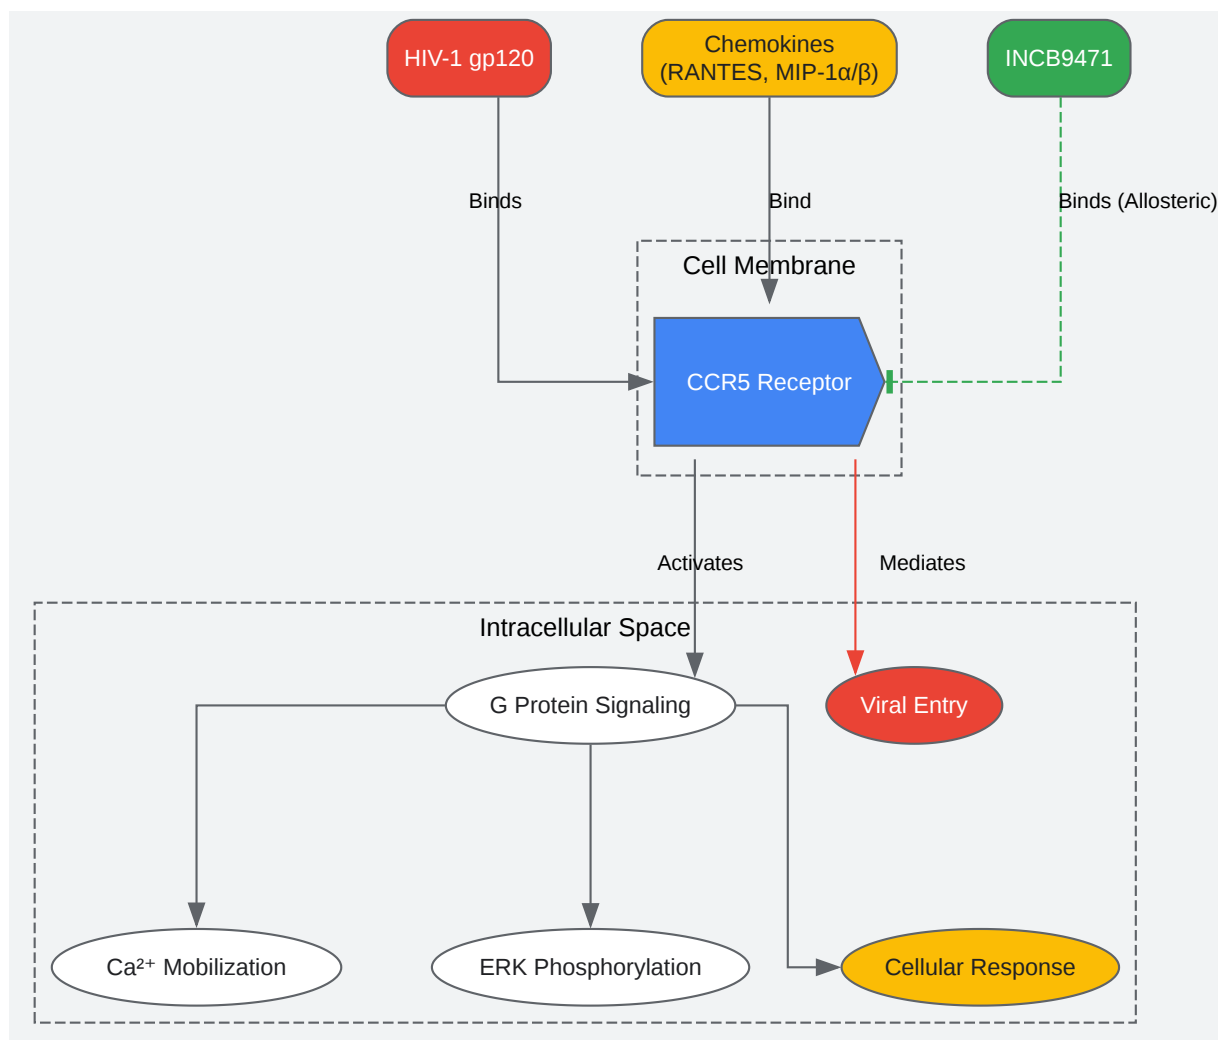 HIV-1 gp120
Chemokines
(RANTES, MIP-1α/β)
INCB9471
Binds
Bind
Binds (Allosteric)
Cell Membrane
CCR5 Receptor
Activates
Mediates
Intracellular Space
G Protein Signaling
Viral Entry
Ca²⁺ Mobilization
ERK Phosphorylation
Cellular Response